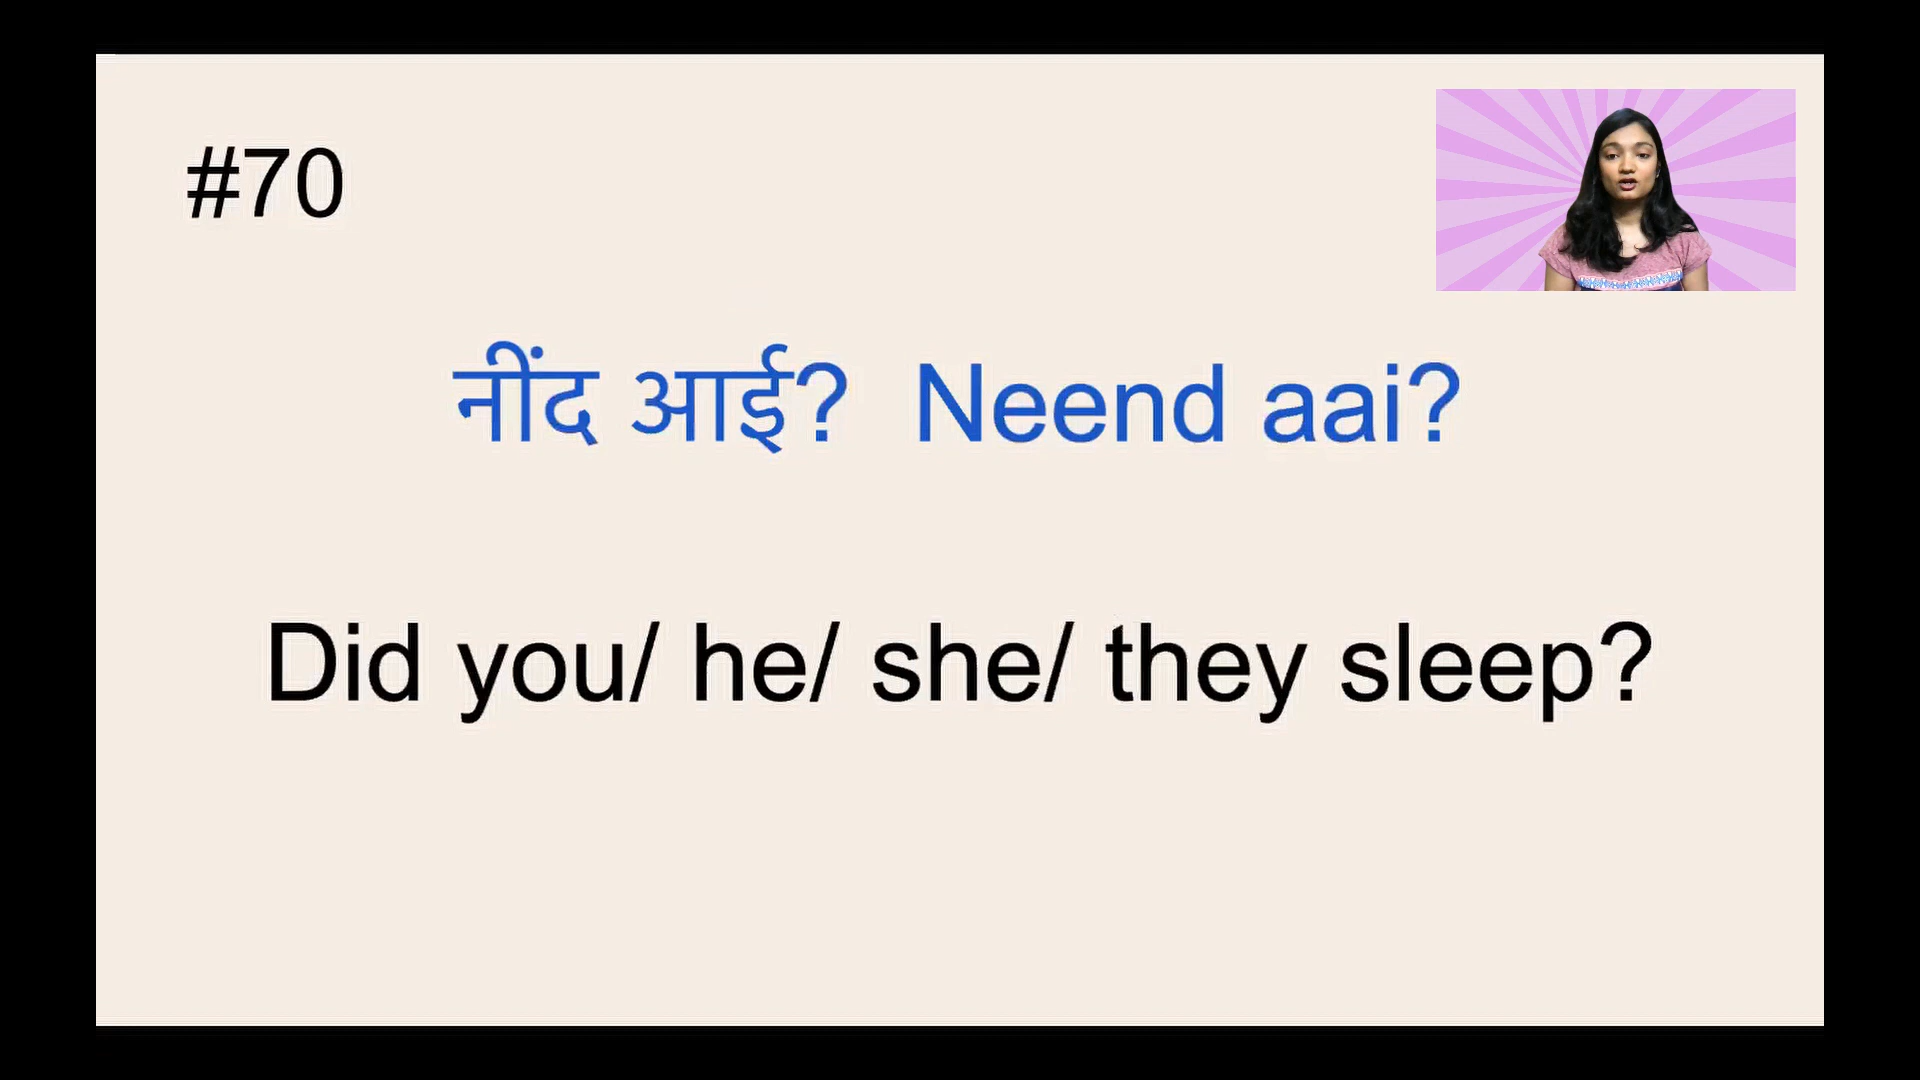 #70
नींद आई? Neend aai?
Did you/ he/ she/ they sleep?